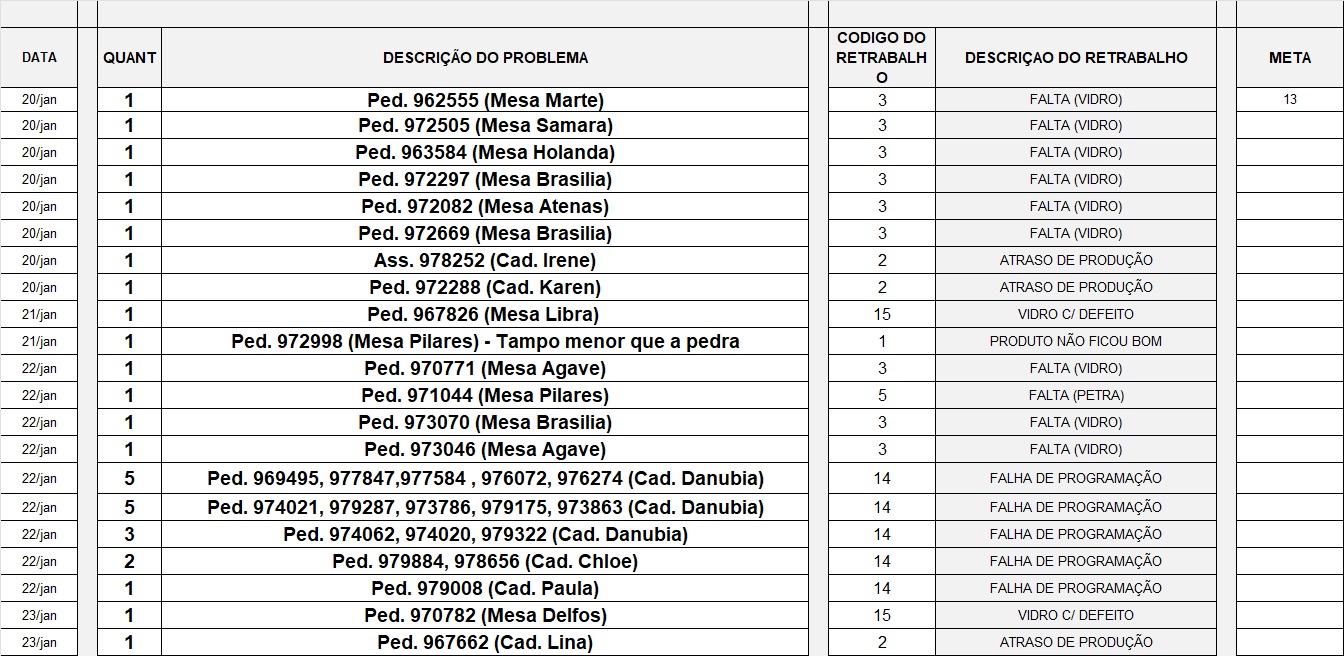 DATA QUANT DESCRIÇÃO DO PROBLEMA CODIGO DO RETRABALHO DESCRIÇAO DO RETRABALHO META
20/jan 1 Ped. 962555 (Mesa Marte) 3 FALTA (VIDRO) 13
20/jan 1 Ped. 972505 (Mesa Samara) 3 FALTA (VIDRO)
20/jan 1 Ped. 963584 (Mesa Holanda) 3 FALTA (VIDRO)
20/jan 1 Ped. 972297 (Mesa Brasilia) 3 FALTA (VIDRO)
20/jan 1 Ped. 972082 (Mesa Atenas) 3 FALTA (VIDRO)
20/jan 1 Ped. 972669 (Mesa Brasilia) 3 FALTA (VIDRO)
20/jan 1 Ass. 978252 (Cad. Irene) 2 ATRASO DE PRODUÇÃO
20/jan 1 Ped. 972288 (Cad. Karen) 2 ATRASO DE PRODUÇÃO
21/jan 1 Ped. 967826 (Mesa Libra) 15 VIDRO C/ DEFEITO
21/jan 1 Ped. 972998 (Mesa Pilares) - Tampo menor que a pedra 1 PRODUTO NÃO FICOU BOM
22/jan 1 Ped. 970771 (Mesa Agave) 3 FALTA (VIDRO)
22/jan 1 Ped. 971044 (Mesa Pilares) 5 FALTA (PETRA)
22/jan 1 Ped. 973070 (Mesa Brasilia) 3 FALTA (VIDRO)
22/jan 1 Ped. 973046 (Mesa Agave) 3 FALTA (VIDRO)
22/jan 5 Ped. 969495, 977847,977584 , 976072, 976274 (Cad. Danubia) 14 FALHA DE PROGRAMAÇÃO
22/jan 5 Ped. 974021, 979287, 973786, 979175, 973863 (Cad. Danubia) 14 FALHA DE PROGRAMAÇÃO
22/jan 3 Ped. 974062, 974020, 979322 (Cad. Danubia) 14 FALHA DE PROGRAMAÇÃO
22/jan 2 Ped. 979884, 978656 (Cad. Chloe) 14 FALHA DE PROGRAMAÇÃO
22/jan 1 Ped. 979008 (Cad. Paula) 14 FALHA DE PROGRAMAÇÃO
23/jan 1 Ped. 970782 (Mesa Delfos) 15 VIDRO C/ DEFEITO
23/jan 1 Ped. 967662 (Cad. Lina) 2 ATRASO DE PRODUÇÃO